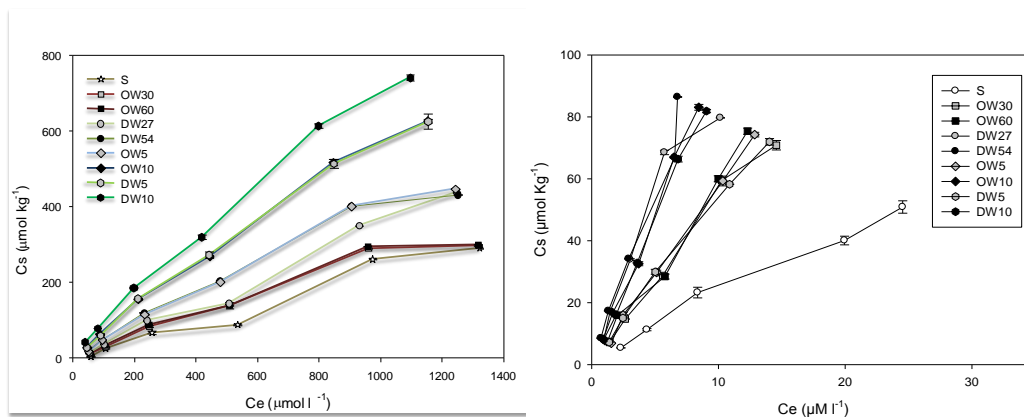 800
600
400
200
0
Cs (μmol kg⁻¹)
S
OW30
OW60
DW27
DW54
OW5
OW10
DW5
DW10
0 200 400 600 800 1000 1200 1400
Ce (μmol l ⁻¹)
100
80
60
40
20
0
Cs (μmol Kg⁻¹)
S
OW30
OW60
DW27
DW54
OW5
OW10
DW5
DW10
0 10 20 30
Ce (μM l⁻¹)